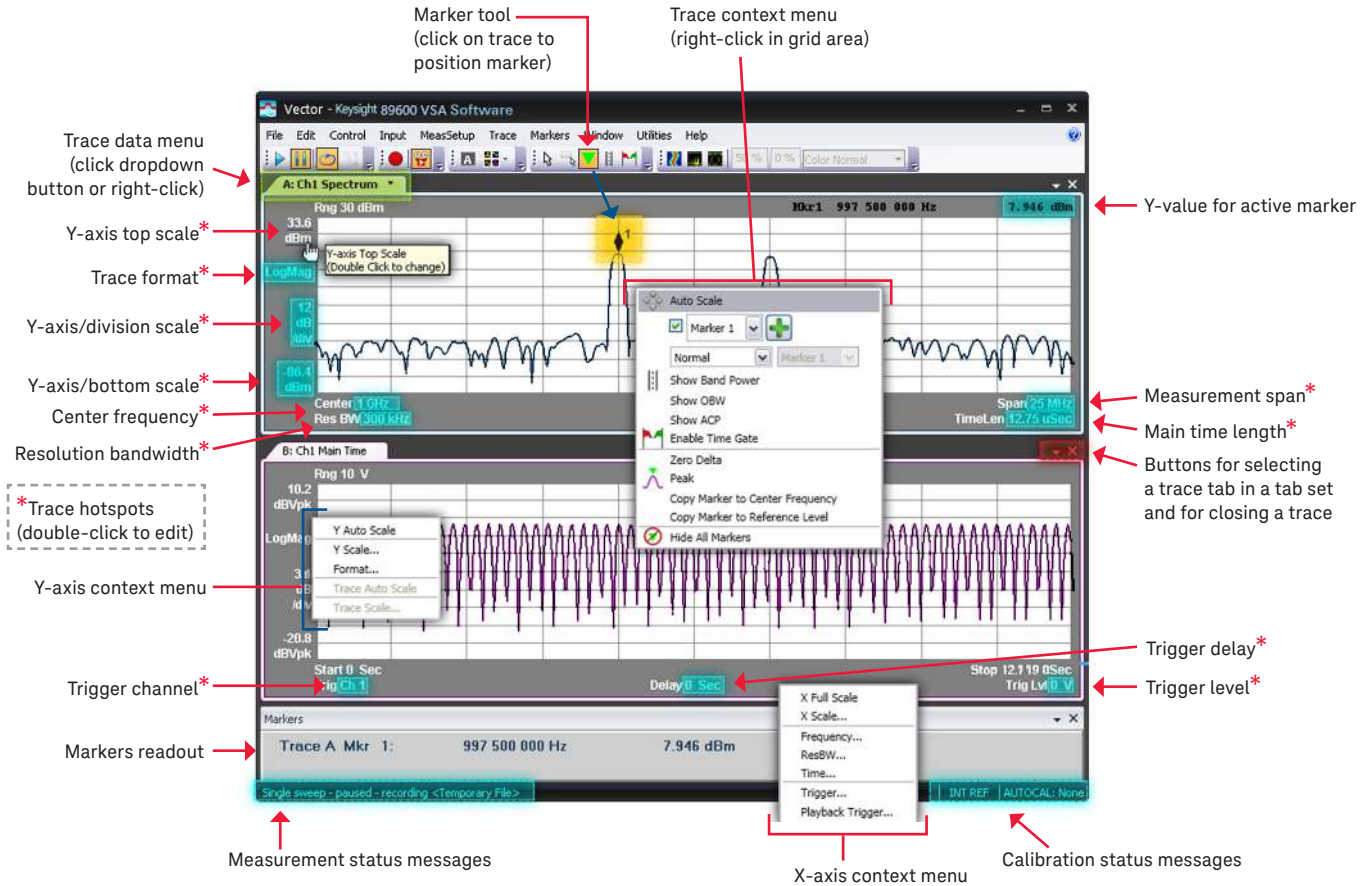 Marker tool
(click on trace to
position marker)
Trace context menu
(right-click in grid area)
Vector - Keysight 89600 VSA Software
File Edit Control Input MeasSetup Trace Markers Window Utilities Help
A
50 % 0 % Color Normal
Trace data menu
(click dropdown
button or right-click)
A: Ch1 Spectrum
Rng 30 dBm
Mkr1 997 500 000 Hz
7.946 dBm
Y-value for active marker
33.6
dBm
Y-axis top scale*
Y-axis Top Scale
(Double Click to change)
1
LogMag
Trace format*
12
dB
/div
Y-axis/division scale*
-86.4
dBm
Y-axis/bottom scale*
Center 1 GHz
Center frequency*
Res BW 300 kHz
Resolution bandwidth*
Span 25 MHz
Measurement span*
TimeLen 12.75 uSec
Main time length*
Auto Scale
Marker 1
Normal
Marker 1
Show Band Power
Show OBW
Show ACP
Enable Time Gate
Zero Delta
Peak
Copy Marker to Center Frequency
Copy Marker to Reference Level
Hide All Markers
Buttons for selecting
a trace tab in a tab set
and for closing a trace
B: Ch1 Main Time
Rng 10 V
10.2
dBVpk
*Trace hotspots
(double-click to edit)
LogMag
Y Auto Scale
Y Scale...
Format...
Trace Auto Scale
Trace Scale...
Y-axis context menu
dB
/div
-20.8
dBVpk
Start 0 Sec
Trig Ch 1
Trigger channel*
Delay 0 Sec
Trigger delay*
Stop
Trig Lvl 0 V
Trigger level*
X Full Scale
X Scale...
Frequency...
ResBW...
Time...
Trigger...
Playback Trigger...
Markers
Markers readout
Trace A Mkr 1: 997 500 000 Hz 7.946 dBm
Single sweep - paused - recording <Temporary File>
INT REF AUTOCAL: None
Measurement status messages
X-axis context menu
Calibration status messages